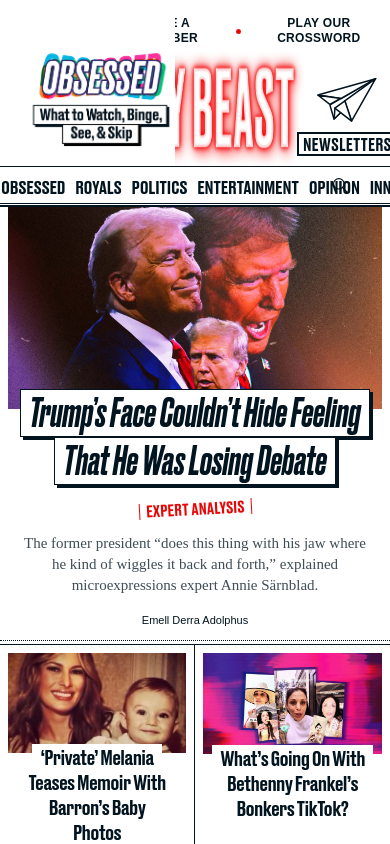 E A
BER
PLAY OUR
CROSSWORD
OBSESSED
What to Watch, Binge,
See, & Skip
Y BEAST
NEWSLETTERS
OBSESSED ROYALS POLITICS ENTERTAINMENT OPINION INN
Trump's Face Couldn't Hide Feeling
That He Was Losing Debate
EXPERT ANALYSIS
The former president “does this thing with his jaw where
he kind of wiggles it back and forth,” explained
microexpressions expert Annie Särnblad.
Emell Derra Adolphus
‘Private’ Melania
Teases Memoir With
Barron’s Baby
Photos
What’s Going On With
Bethenny Frankel’s
Bonkers TikTok?